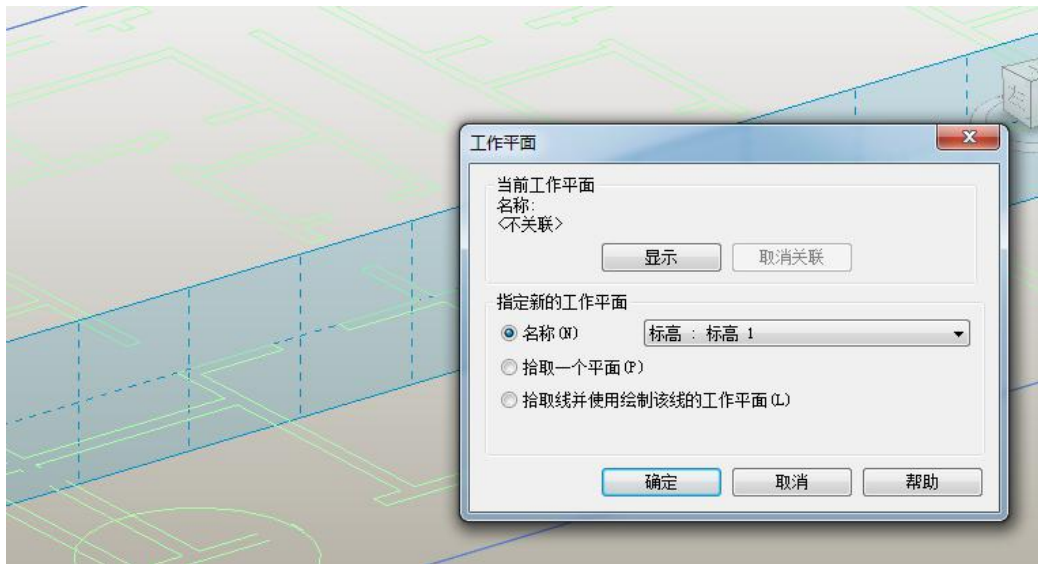 工作平面
当前工作平面
名称:
<不关联>
显示
取消关联
指定新的工作平面
名称(N)
标高 : 标高 1
拾取一个平面(P)
拾取线并使用绘制该线的工作平面(L)
确定
取消
帮助
左